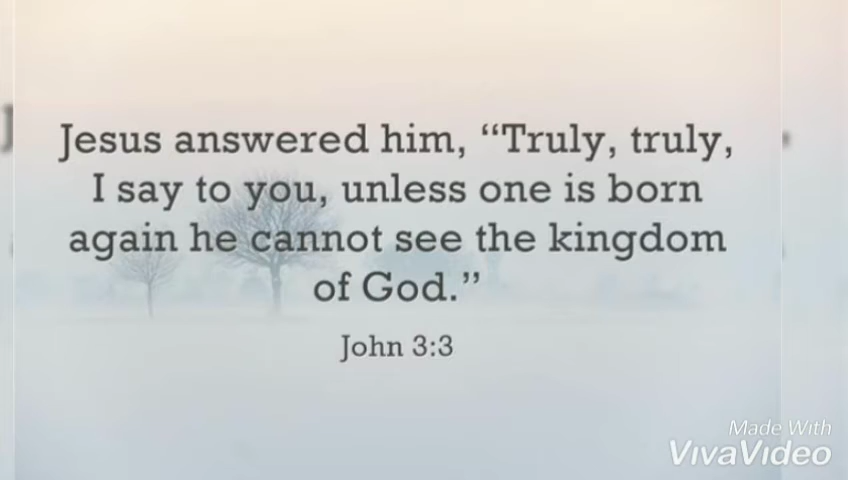 Jesus answered him, “Truly, truly,
I say to you, unless one is born
again he cannot see the kingdom
of God.”
John 3:3
Made With
VivaVideo